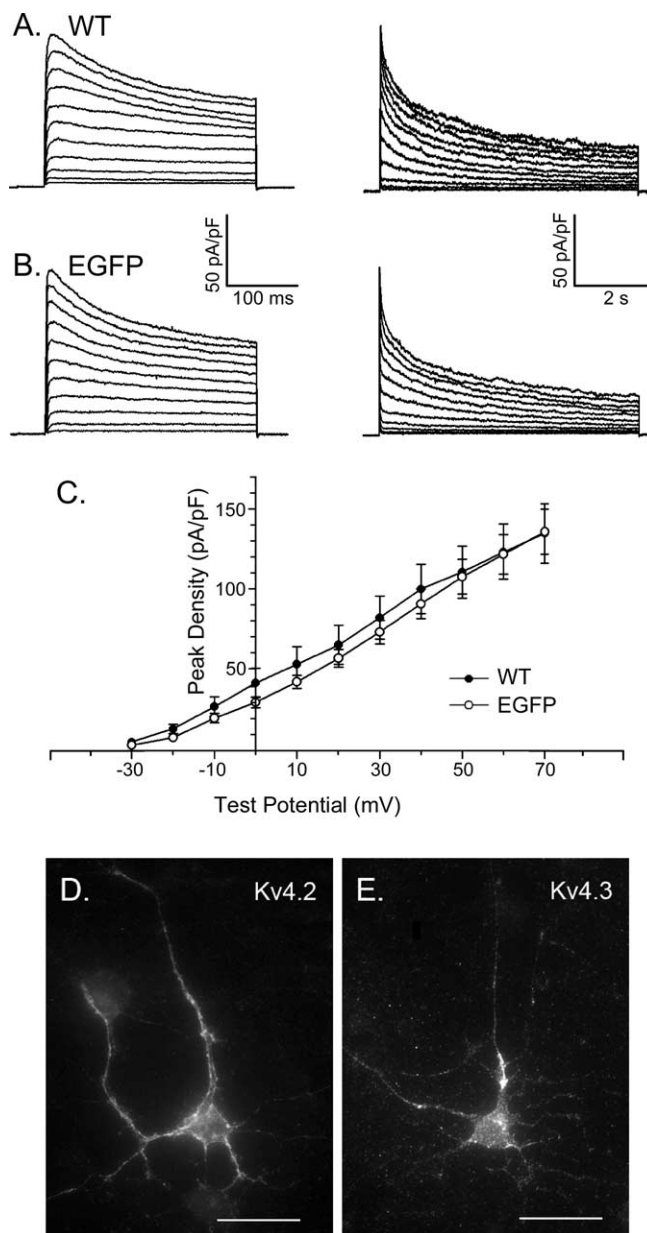 A. WT
50 pA/pF
100 ms
50 pA/pF
2 s
B. EGFP
C.
Peak Density (pA/pF)
150
100
50
WT
EGFP
-30 -10 10 30 50 70
Test Potential (mV)
D. Kv4.2
E. Kv4.3